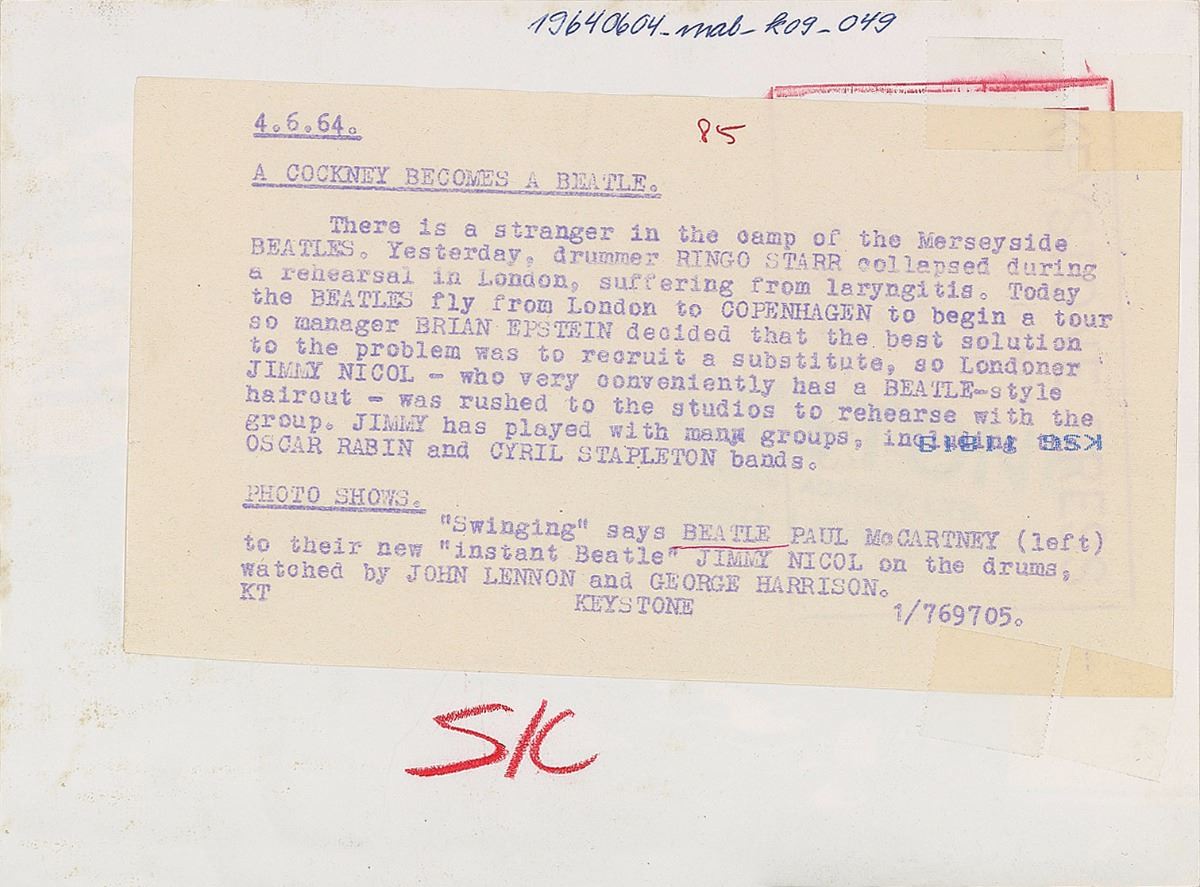 19640604-mab-k09-049
4.6.64.
85
A COCKNEY BECOMES A BEATLE.
There is a stranger in the camp of the Merseyside
BEATLES. Yesterday, drummer RINGO STARR collapsed during
a rehearsal in London, suffering from laryngitis. Today
the BEATLES fly from London to COPENHAGEN to begin a tour
so manager BRIAN EPSTEIN decided that the best solution
to the problem was to recruit a substitute, so Londoner
JIMMY NICOL - who very conveniently has a BEATLE-style
haircut - was rushed to the studios to rehearse with the
group. JIMMY has played with many groups, including the
OSCAR RABIN and CYRIL STAPLETON bands.
PHOTO SHOWS.
"Swinging" says BEATLE PAUL McCARTNEY (left)
to their new "instant Beatle" JIMMY NICOL on the drums,
watched by JOHN LENNON and GEORGE HARRISON.
KT KEYSTONE 1/769705.
S/C